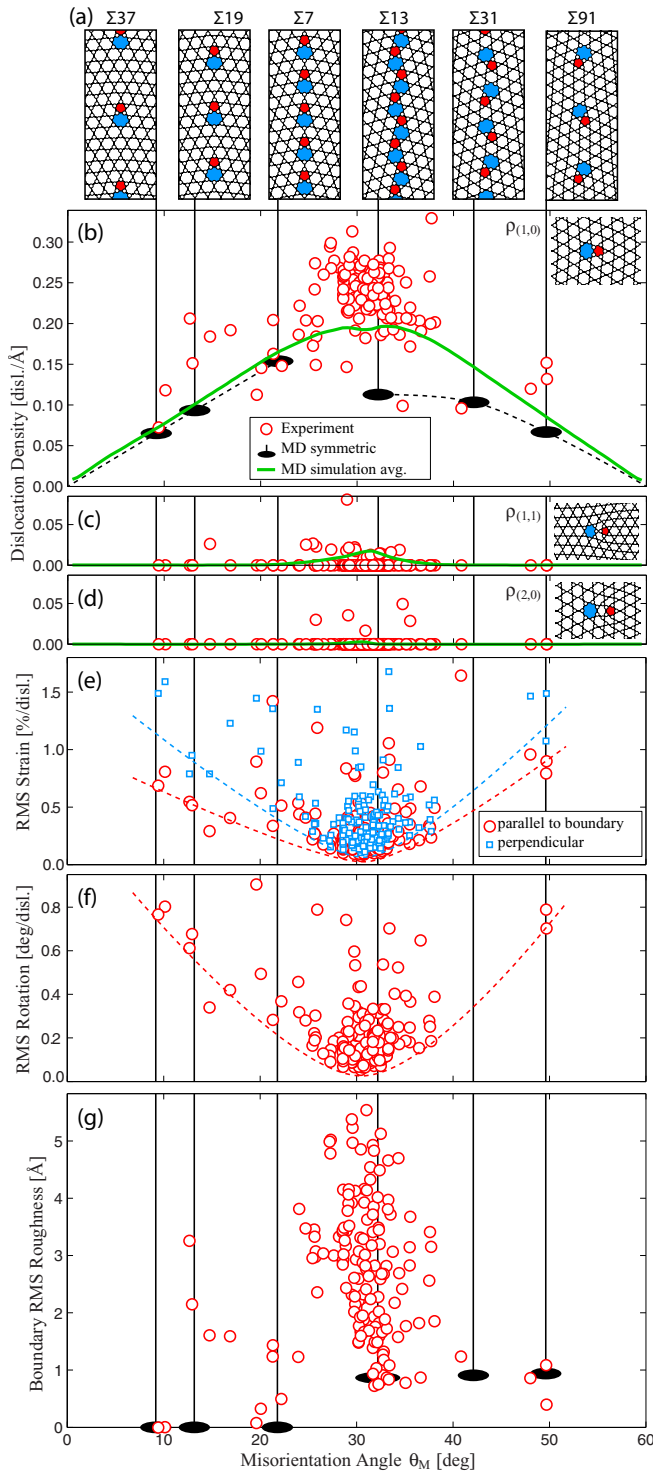 (a)
Σ37 Σ19 Σ7 Σ13 Σ31 Σ91
(b)
ρ(1,0)
0.30
0.25
0.20
0.15
0.10
0.05
0.00
Dislocation Density [disl./Å]
Experiment
MD symmetric
MD simulation avg.
(c)
ρ(1,1)
0.05
0.00
(d)
ρ(2,0)
0.05
0.00
(e)
1.5
1.0
0.5
0.0
RMS Strain [%/disl.]
parallel to boundary
perpendicular
(f)
0.8
0.6
0.4
0.2
0.0
RMS Rotation [deg/disl.]
(g)
5
4
3
2
1
0
Boundary RMS Roughness [Å]
0 10 20 30 40 50 60
Misorientation Angle θM [deg]